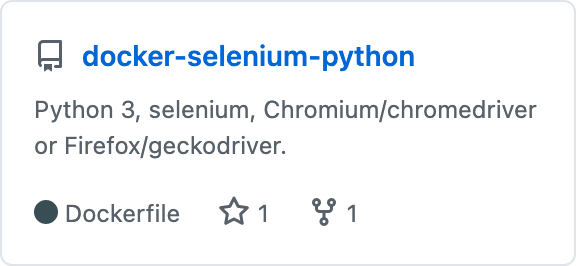 docker-selenium-python
Python 3, selenium, Chromium/chromedriver
or Firefox/geckodriver.
Dockerfile 1 1